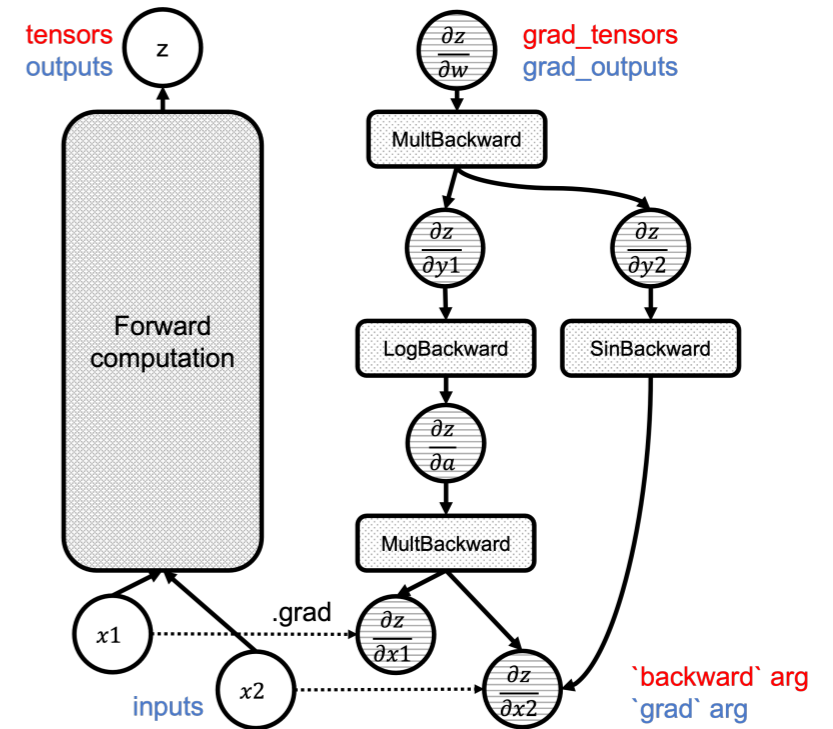 tensors
outputs
z
∂z
∂w
grad_tensors
grad_outputs
MultBackward
∂z
∂y1
∂z
∂y2
Forward
computation
LogBackward
SinBackward
∂z
∂a
MultBackward
x1
.grad
∂z
∂x1
inputs
x2
∂z
∂x2
`backward` arg
`grad` arg